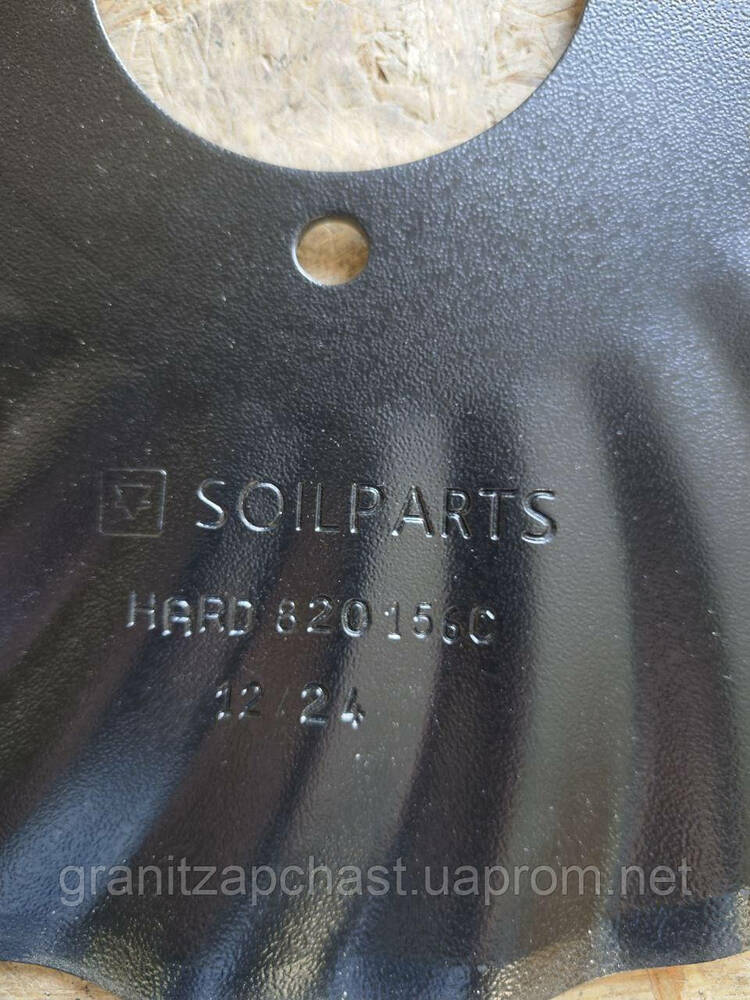 SOILPARTS
HARD 820156C
12/24
granitzapchast.uaprom.net